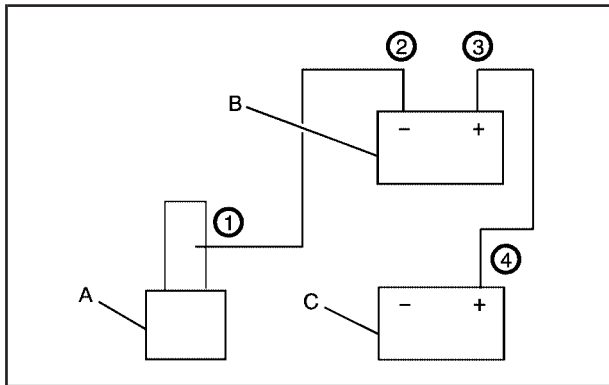 ② ③
B
− +
①
④
A
C
− +